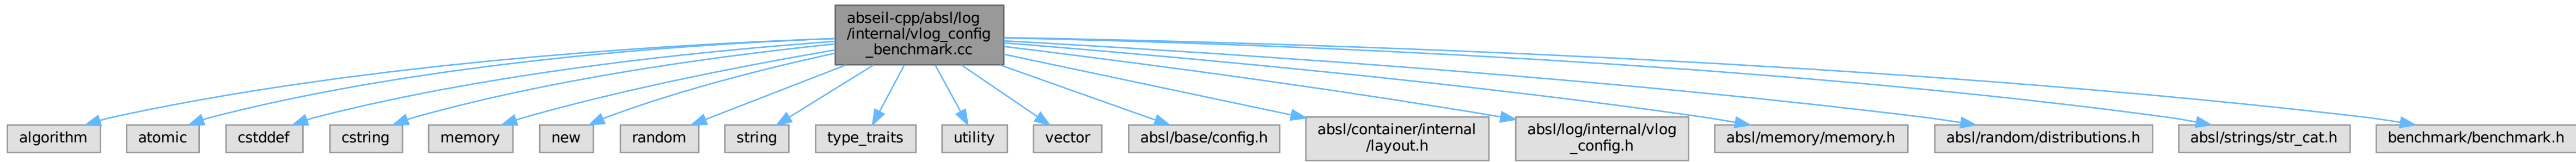 abseil-cpp/absl/log
/internal/vlog_config
_benchmark.cc
algorithm
atomic
cstddef
cstring
memory
new
random
string
type_traits
utility
vector
absl/base/config.h
absl/container/internal
/layout.h
absl/log/internal/vlog
_config.h
absl/memory/memory.h
absl/random/distributions.h
absl/strings/str_cat.h
benchmark/benchmark.h